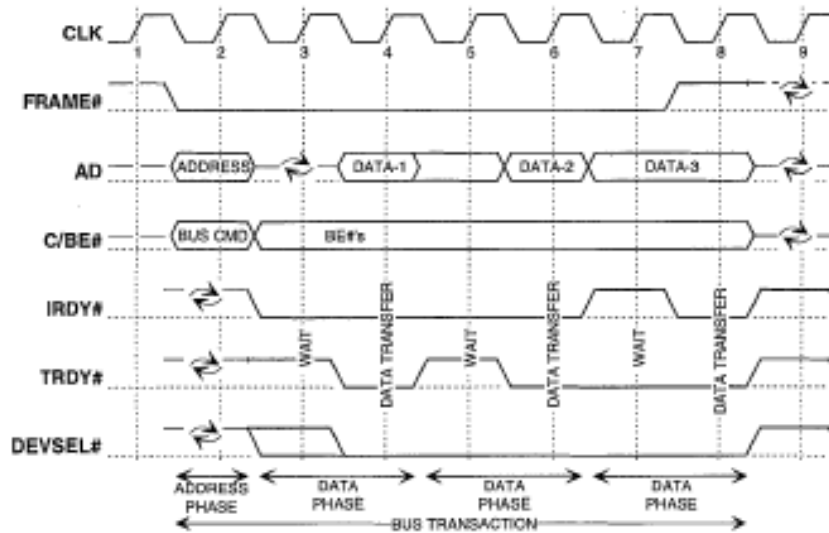 CLK
1 2 3 4 5 6 7 8 9
FRAME#
AD ADDRESS DATA-1 DATA-2 DATA-3
C/BE# BUS CMD BE#'s
IRDY#
WAIT
DATA TRANSFER
WAIT
DATA TRANSFER
WAIT
DATA TRANSFER
TRDY#
DEVSEL#
ADDRESS PHASE
DATA PHASE
DATA PHASE
DATA PHASE
BUS TRANSACTION